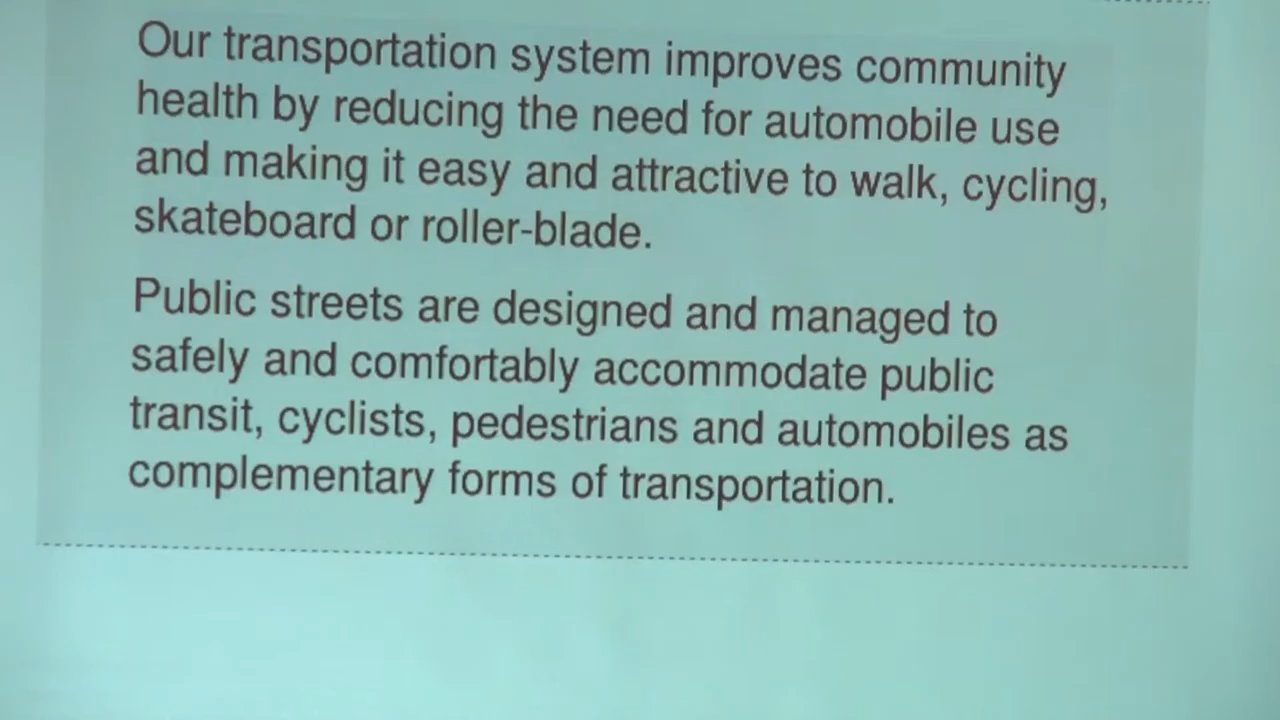 Our transportation system improves community
health by reducing the need for automobile use
and making it easy and attractive to walk, cycling,
skateboard or roller-blade.
Public streets are designed and managed to
safely and comfortably accommodate public
transit, cyclists, pedestrians and automobiles as
complementary forms of transportation.